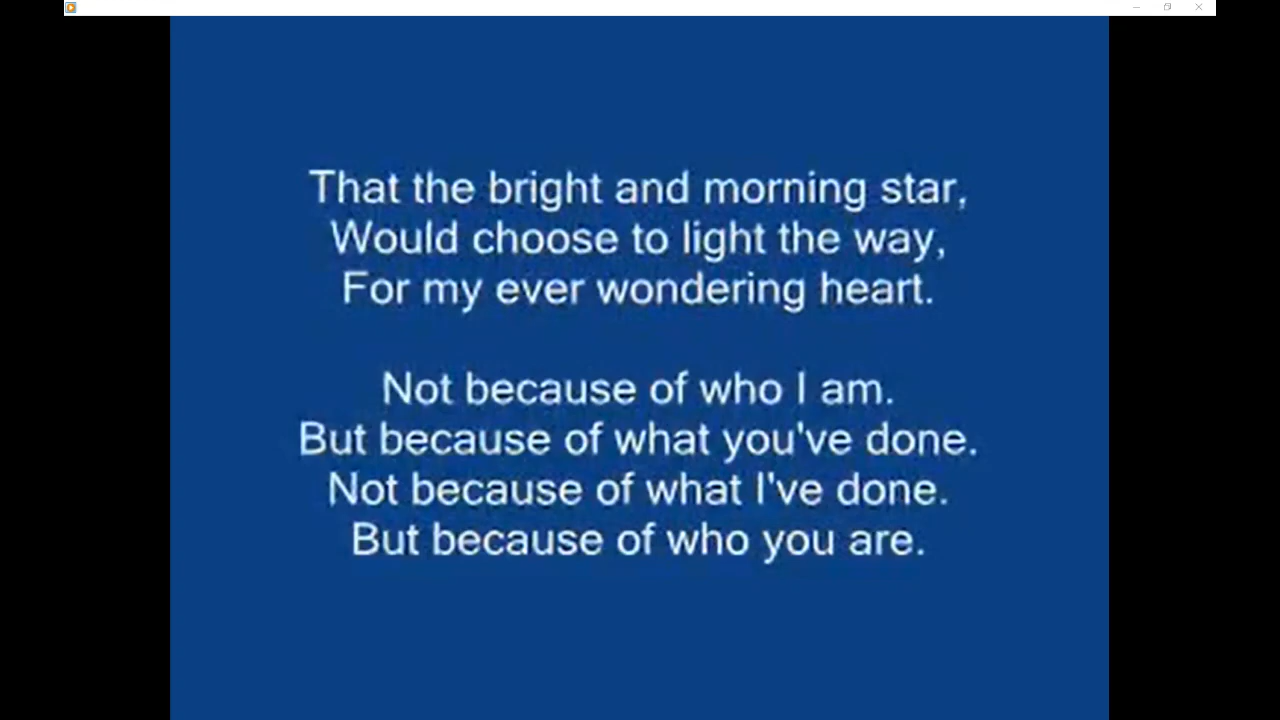 That the bright and morning star,
Would choose to light the way,
For my ever wondering heart.
Not because of who I am.
But because of what you've done.
Not because of what I've done.
But because of who you are.